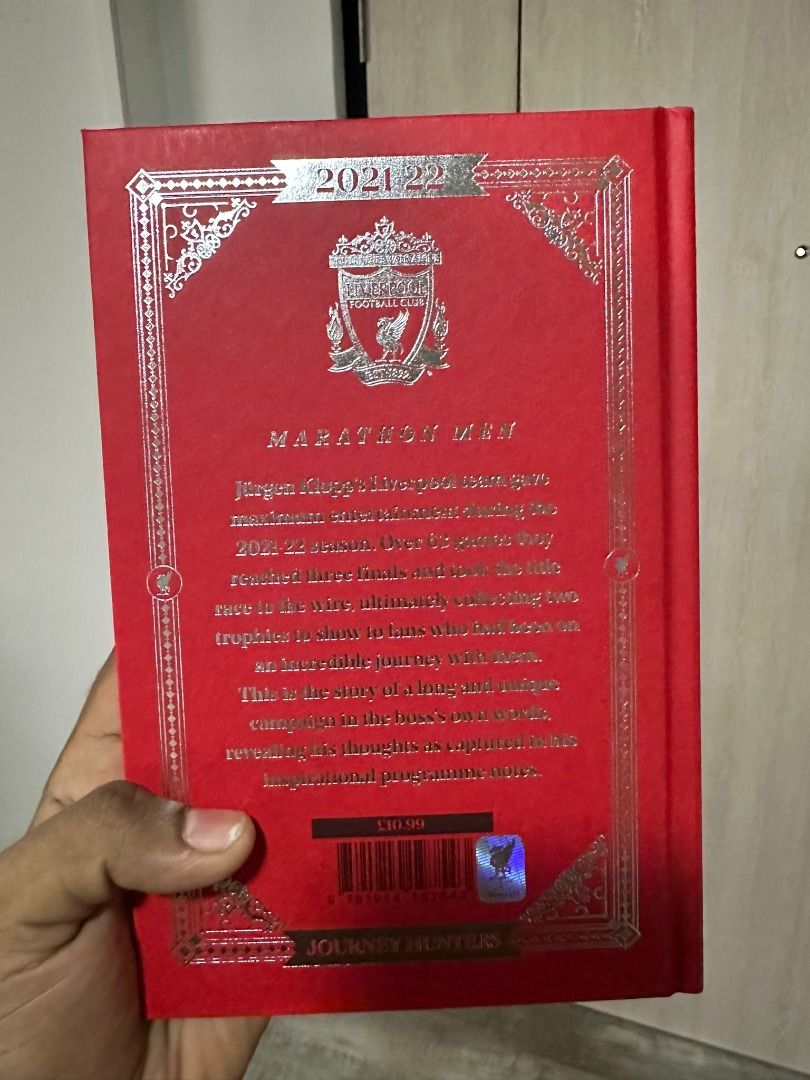 2021-22
LIVERPOOL
FOOTBALL CLUB
EST·1892
MARATHON MEN
Jürgen Klopp's Liverpool team gave
maximum entertainment during the
2021-22 season. Over 63 games they
reached three finals and took the title
race to the wire, ultimately collecting two
trophies to show to fans who had been on
an incredible journey with them.
This is the story of a long and unique
campaign in the boss's own words,
revealing his thoughts as captured in his
inspirational programme notes.
£10.99
JOURNEY HUNTERS